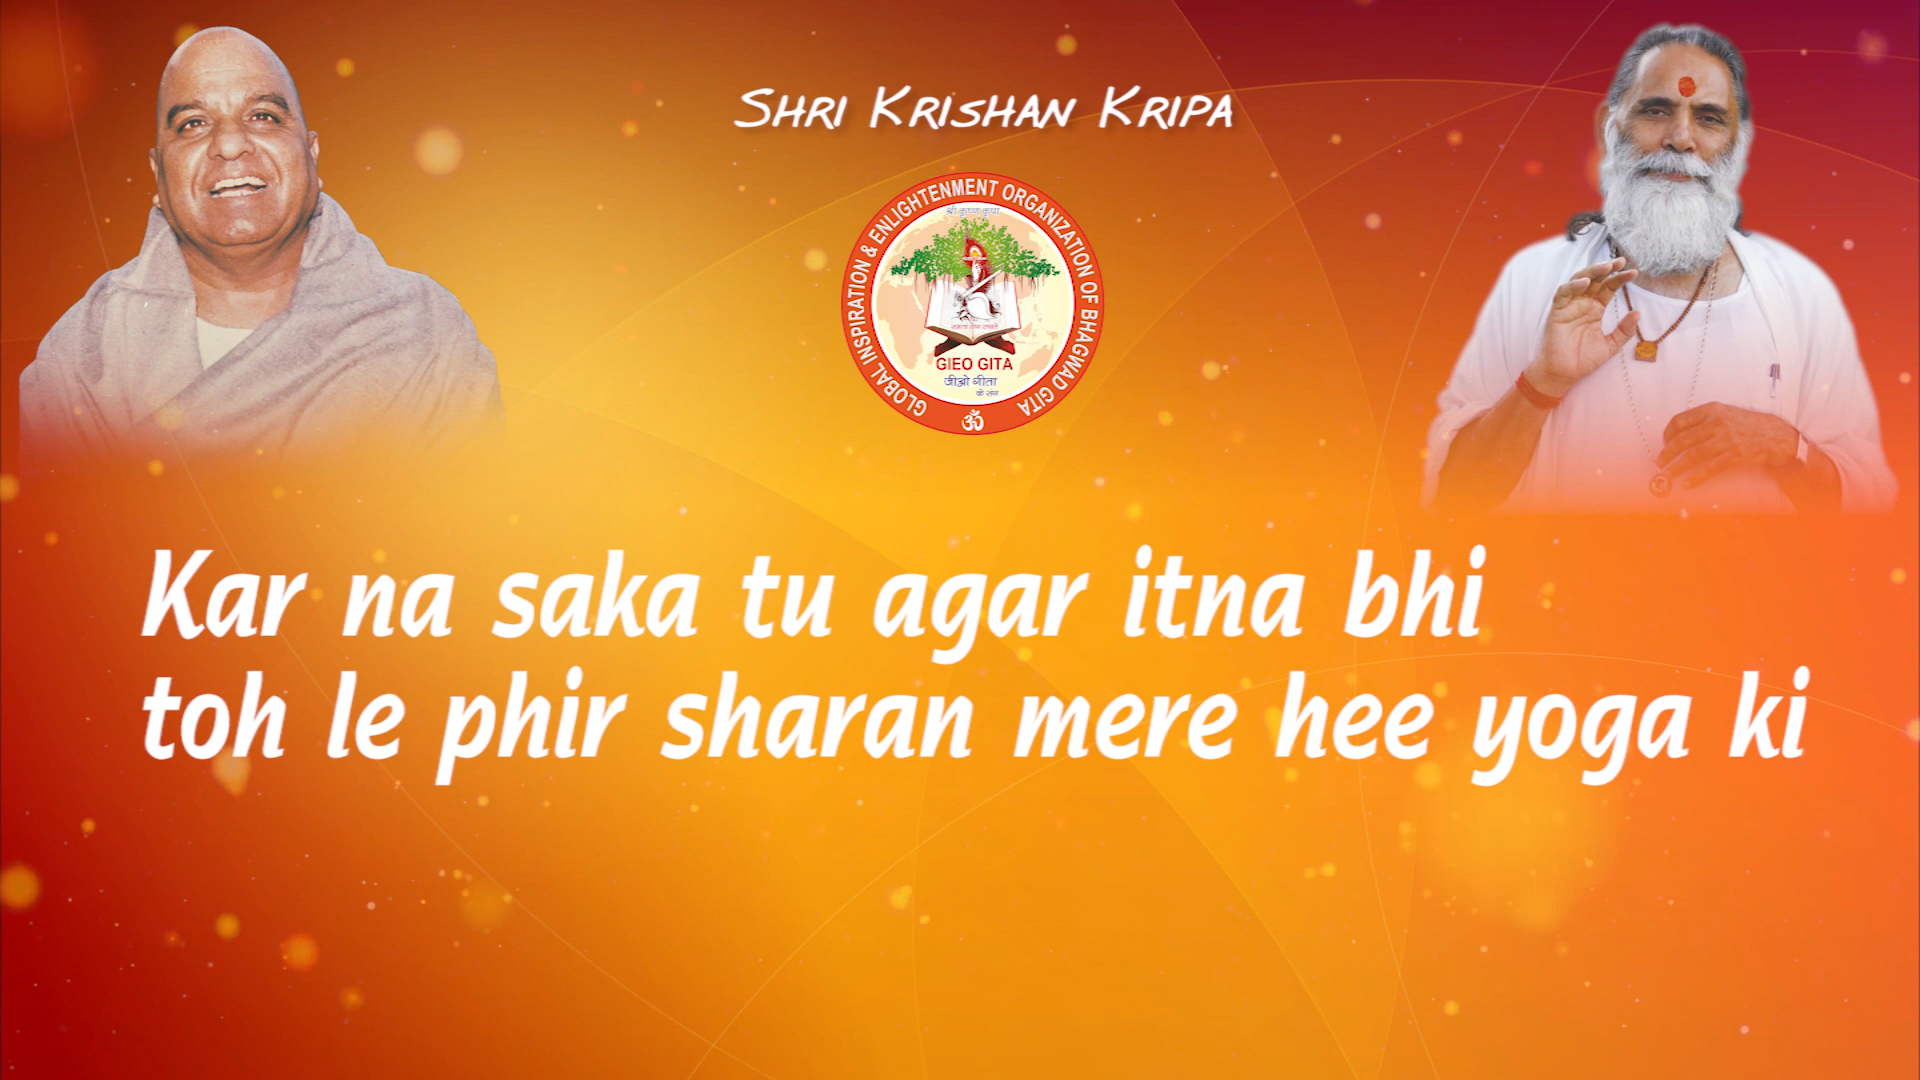 Shri Krishan Kripa
GLOBAL INSPIRATION & ENLIGHTENMENT ORGANIZATION OF BHAGWAD GITA
श्री कृष्ण कृपा
GIEO GITA
जीओ गीता
के संग
ॐ
Kar na saka tu agar itna bhi
toh le phir sharan mere hee yoga ki